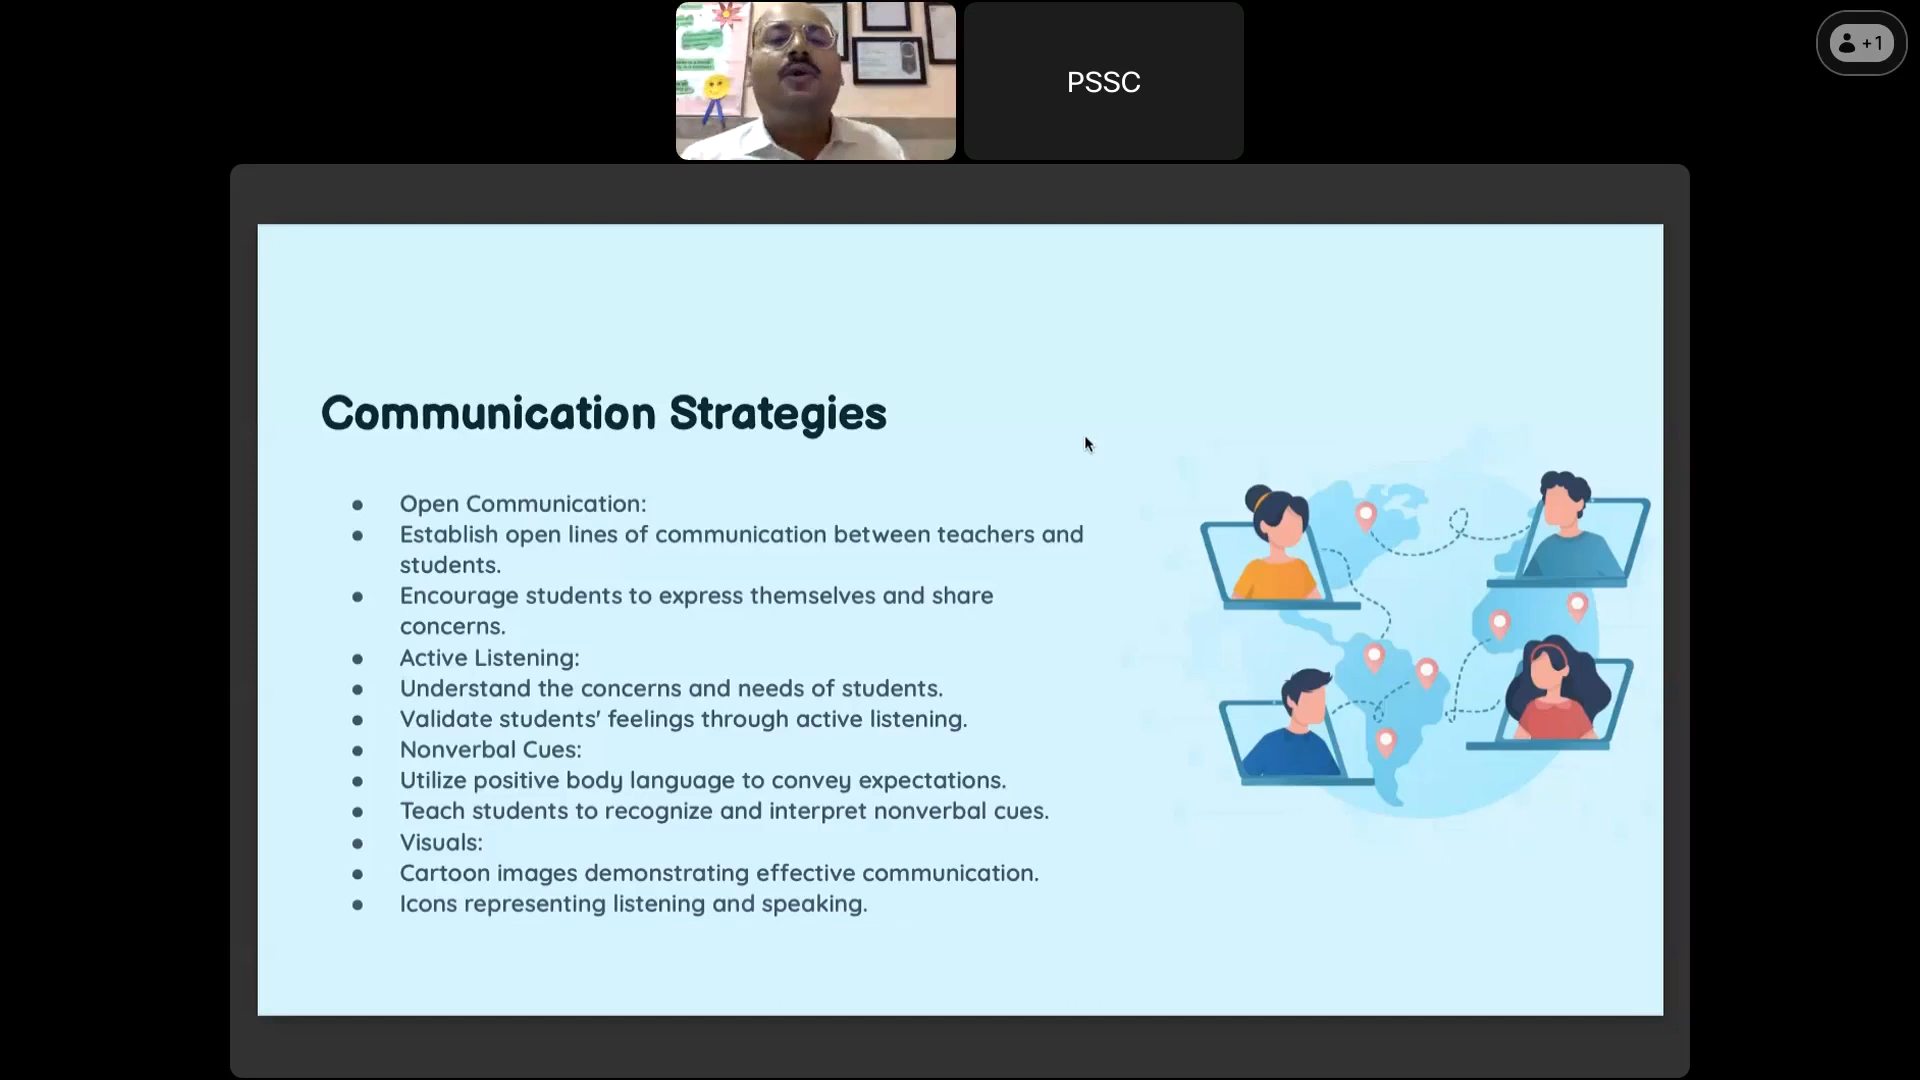 PSSC
+1
Communication Strategies
● Open Communication:
● Establish open lines of communication between teachers and
students.
● Encourage students to express themselves and share
concerns.
● Active Listening:
● Understand the concerns and needs of students.
● Validate students' feelings through active listening.
● Nonverbal Cues:
● Utilize positive body language to convey expectations.
● Teach students to recognize and interpret nonverbal cues.
● Visuals:
● Cartoon images demonstrating effective communication.
● Icons representing listening and speaking.